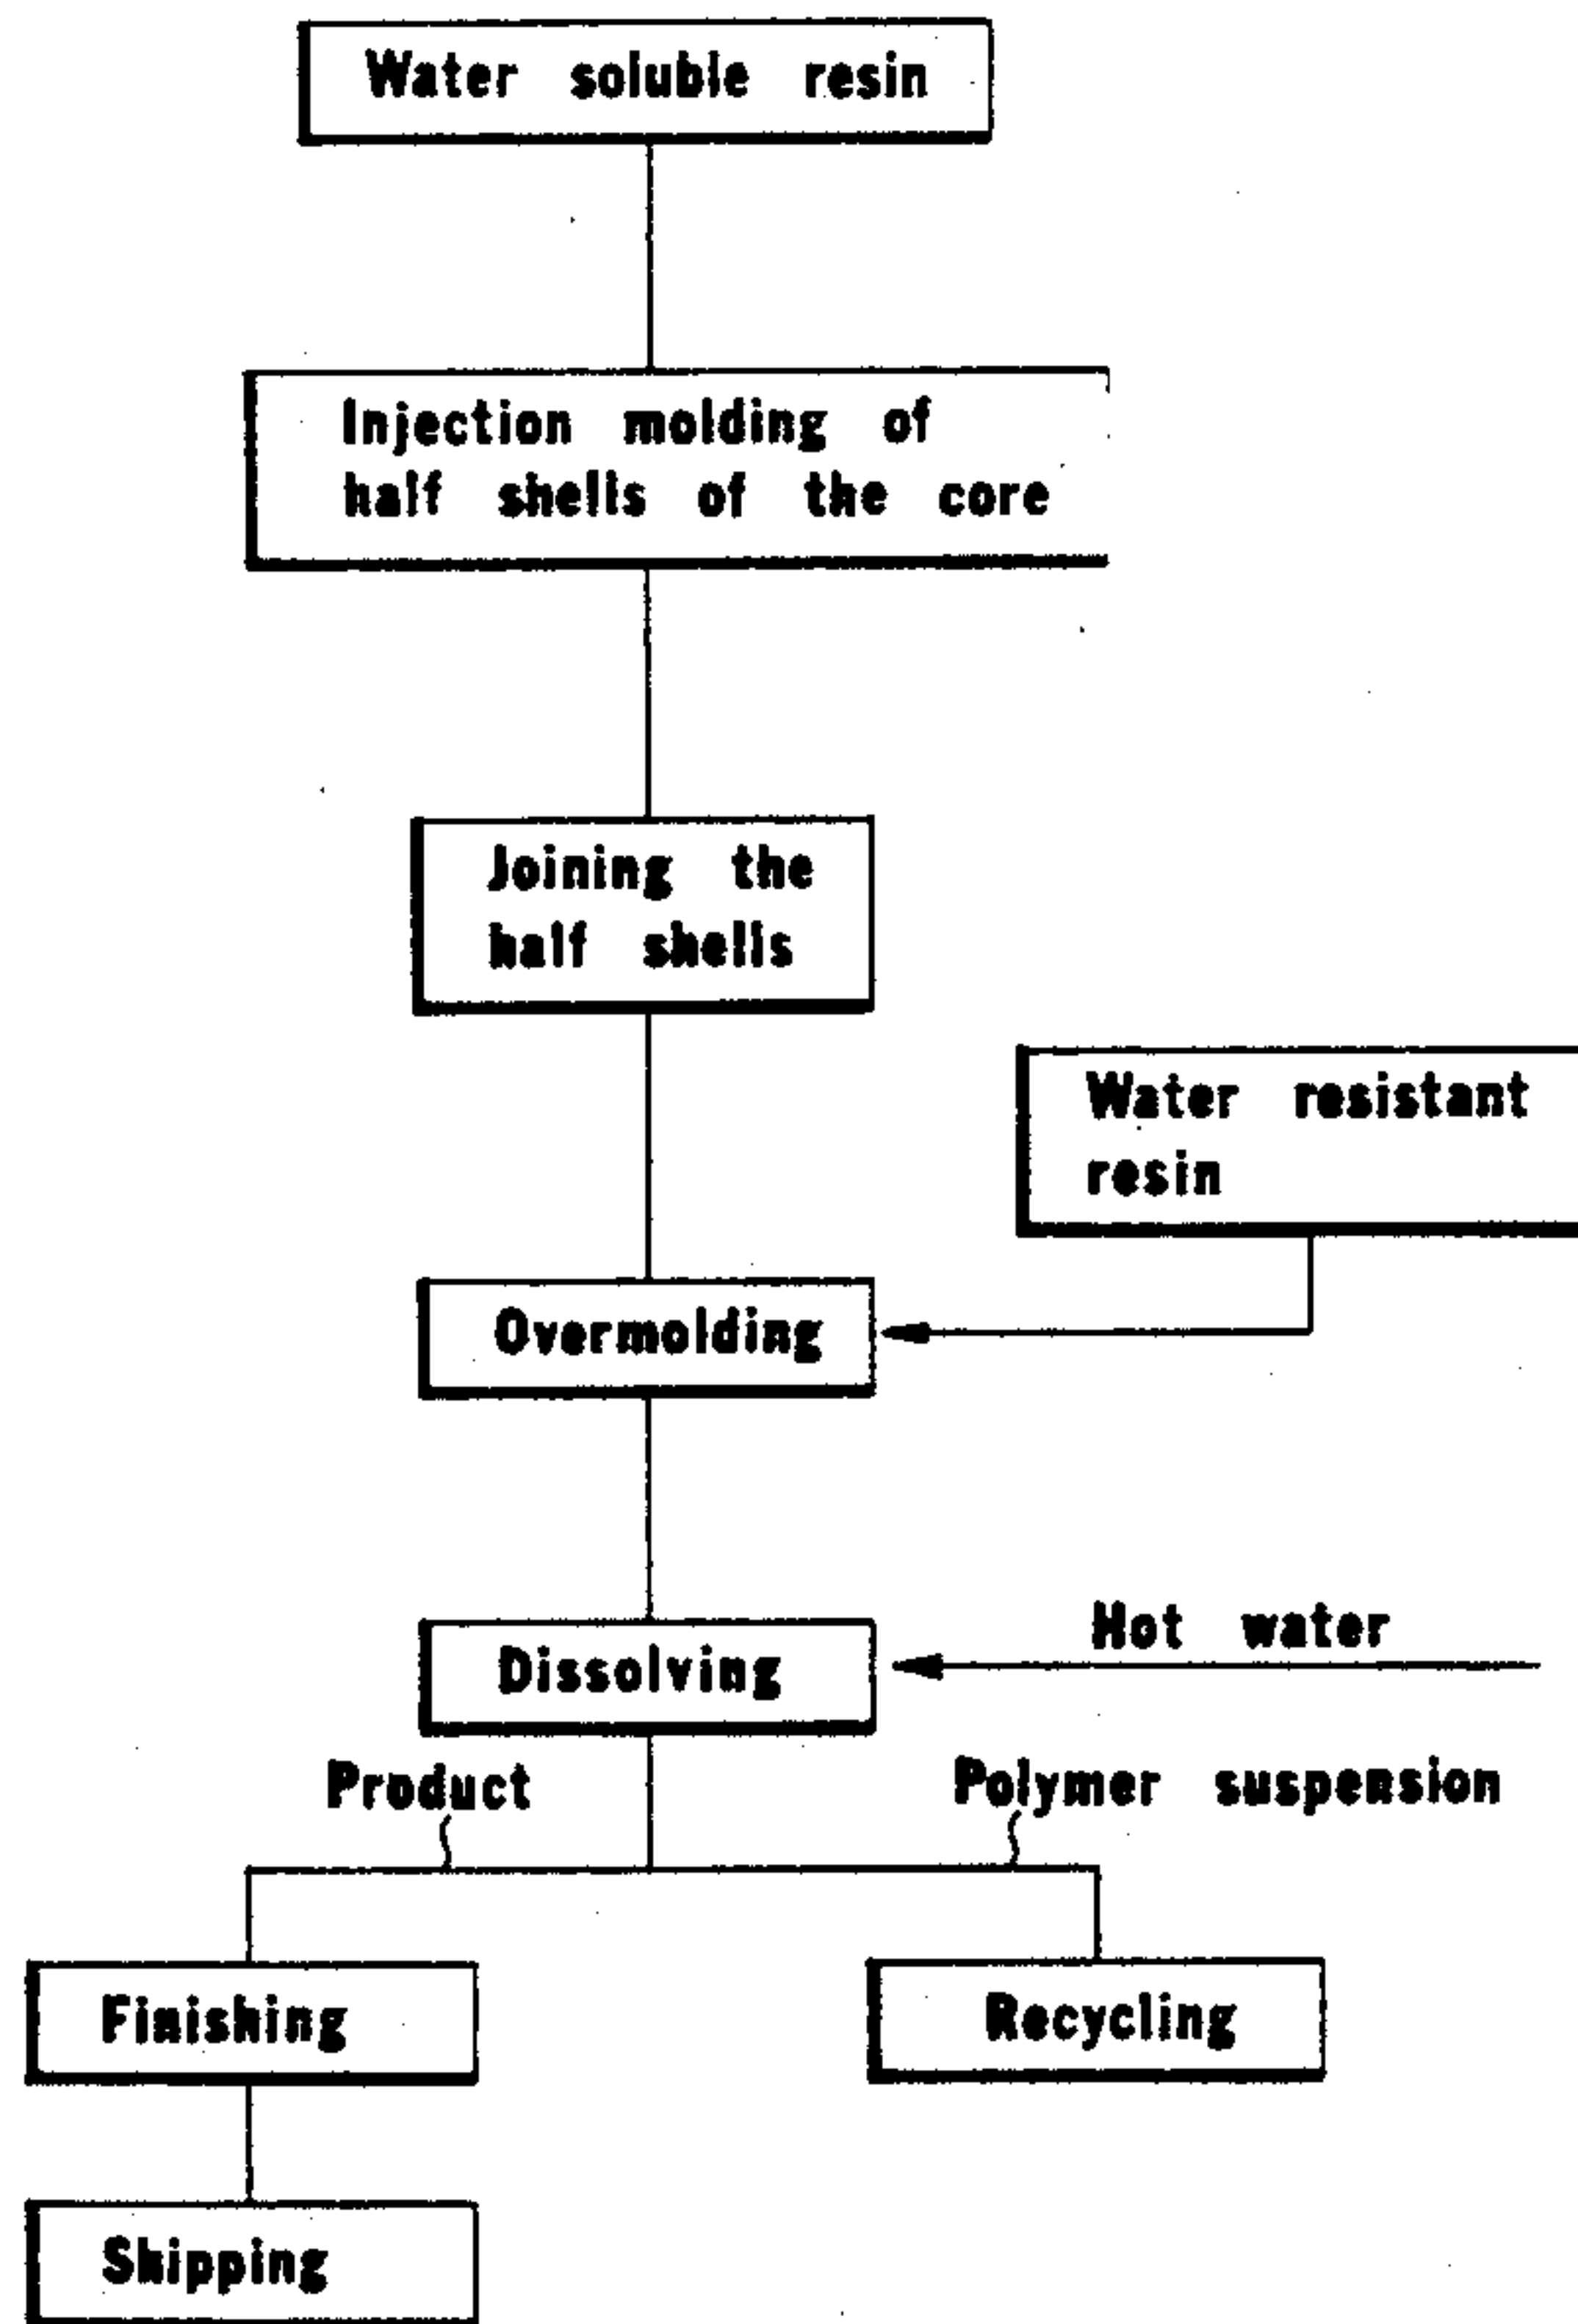 Water soluble resin
Injection molding of
half shells of the core
Joining the
half shells
Water resistant
resin
Overmolding
Hot water
Dissolving
Product
Polymer suspension
Finishing
Recycling
Shipping